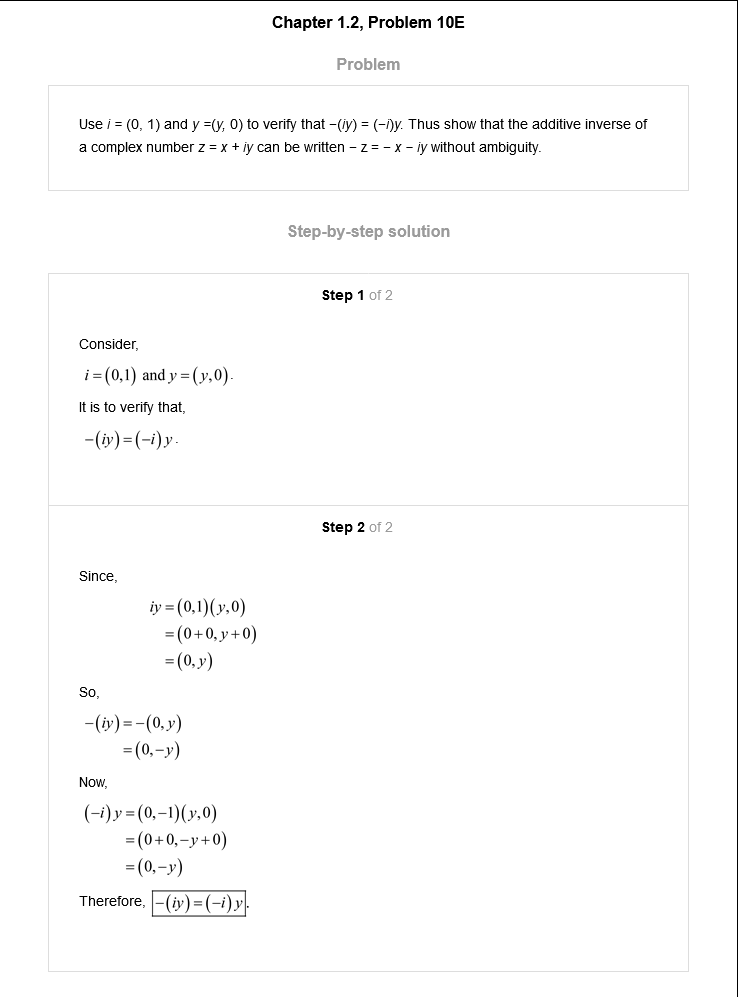 Chapter 1.2, Problem 10E
Problem
Use i = (0, 1) and y =(y, 0) to verify that −(iy) = (−i)y. Thus show that the additive inverse of
a complex number z = x + iy can be written − z = − x − iy without ambiguity.
Step-by-step solution
Step 1 of 2
Consider,
i = (0,1) and y = (y,0).
It is to verify that,
−(iy) = (−i) y.
Step 2 of 2
Since,
iy = (0,1)(y,0)
= (0+0, y+0)
= (0, y)
So,
−(iy) = −(0, y)
= (0,−y)
Now,
(−i) y = (0,−1)(y,0)
= (0+0,−y+0)
= (0,−y)
Therefore, −(iy) = (−i) y.